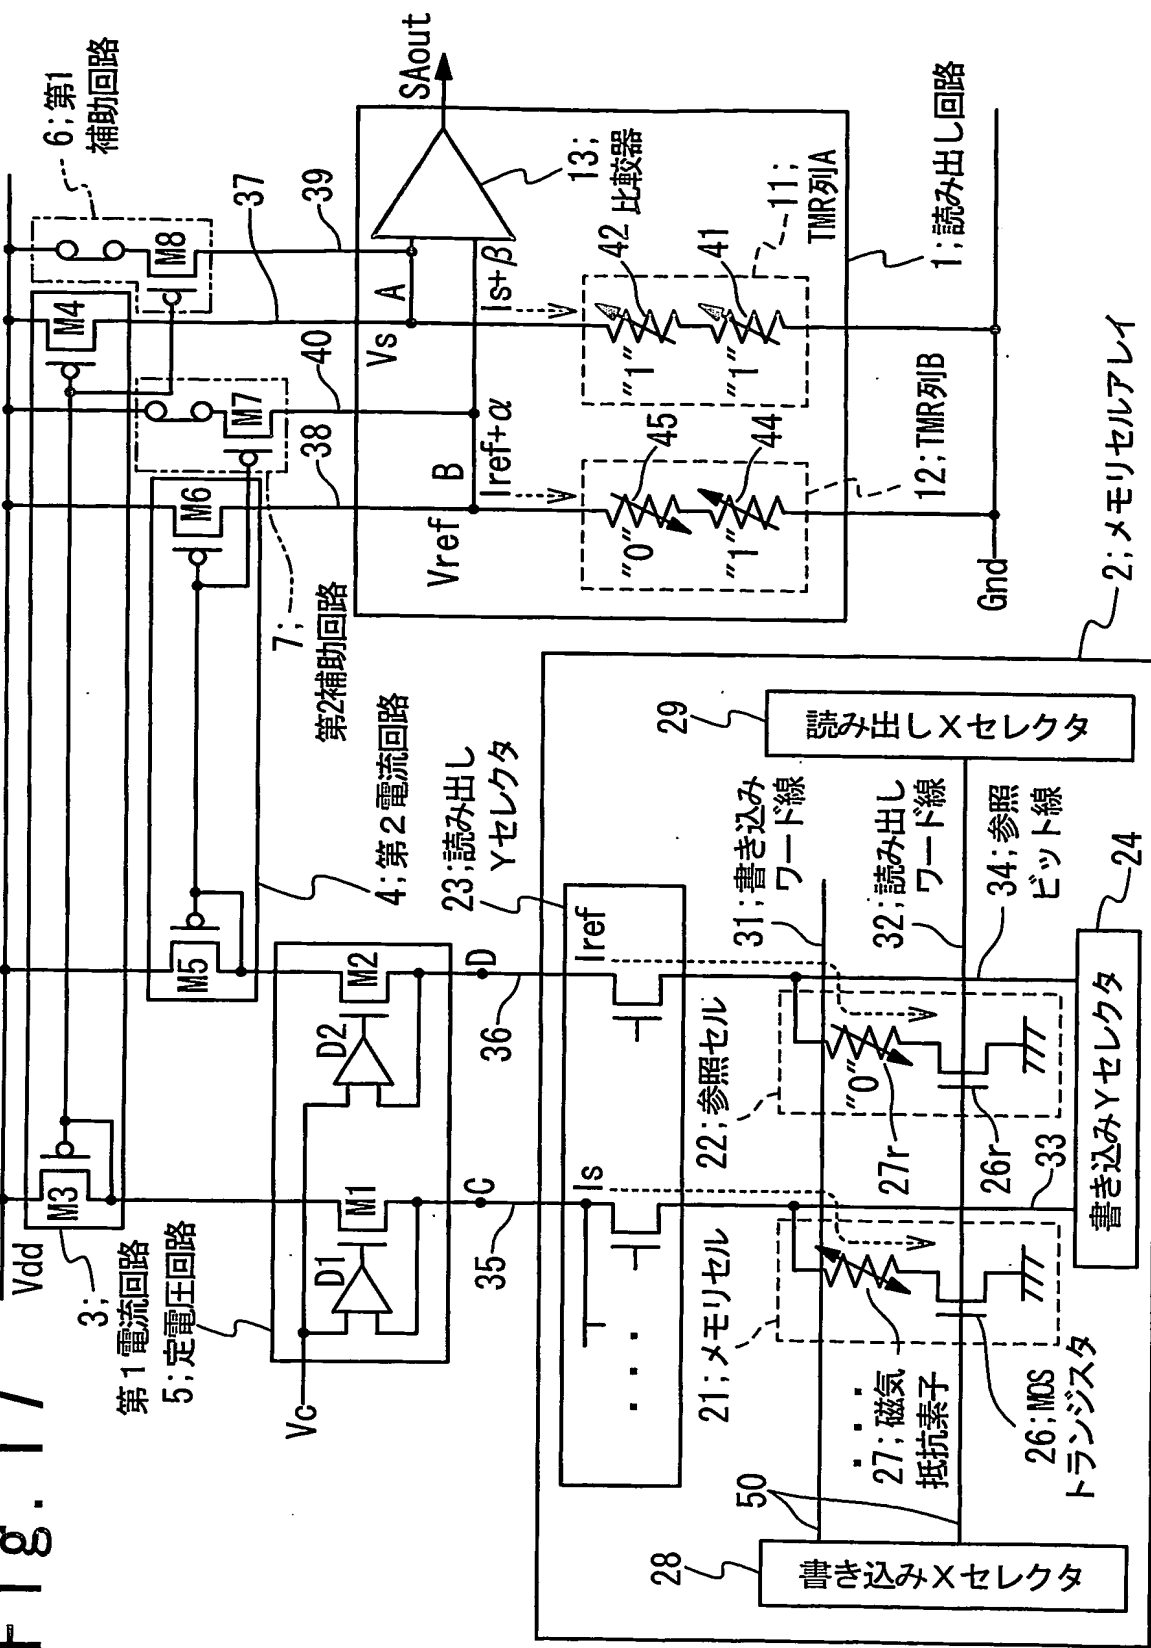 Fig. 17
Vdd
3;
第1電流回路
5;定電圧回路
Vc
M3
M4
M5
M6
M7
M8
6;第1
補助回路
7;
第2補助回路
4;第2電流回路
D1
M1
D2
M2
C
D
35
36
37
38
39
40
SAout
13;
比較器
Vs
A
Vref
B
Is+β
Iref+α
42
41
"1"
"1"
11;
TMR列A
45
44
"0"
"1"
12;TMR列B
1;読み出し回路
Gnd
2;メモリセルアレイ
23;読み出し
Yセレクタ
Is
Iref
21;メモリセル
22;参照セル
29
読み出しXセレクタ
31;書き込み
ワード線
32;読み出し
ワード線
34;参照
ビット線
24
書き込みYセレクタ
33
"0"
27r
26r
27;磁気
抵抗素子
26;MOS
トランジスタ
50
28
書き込みXセレクタ